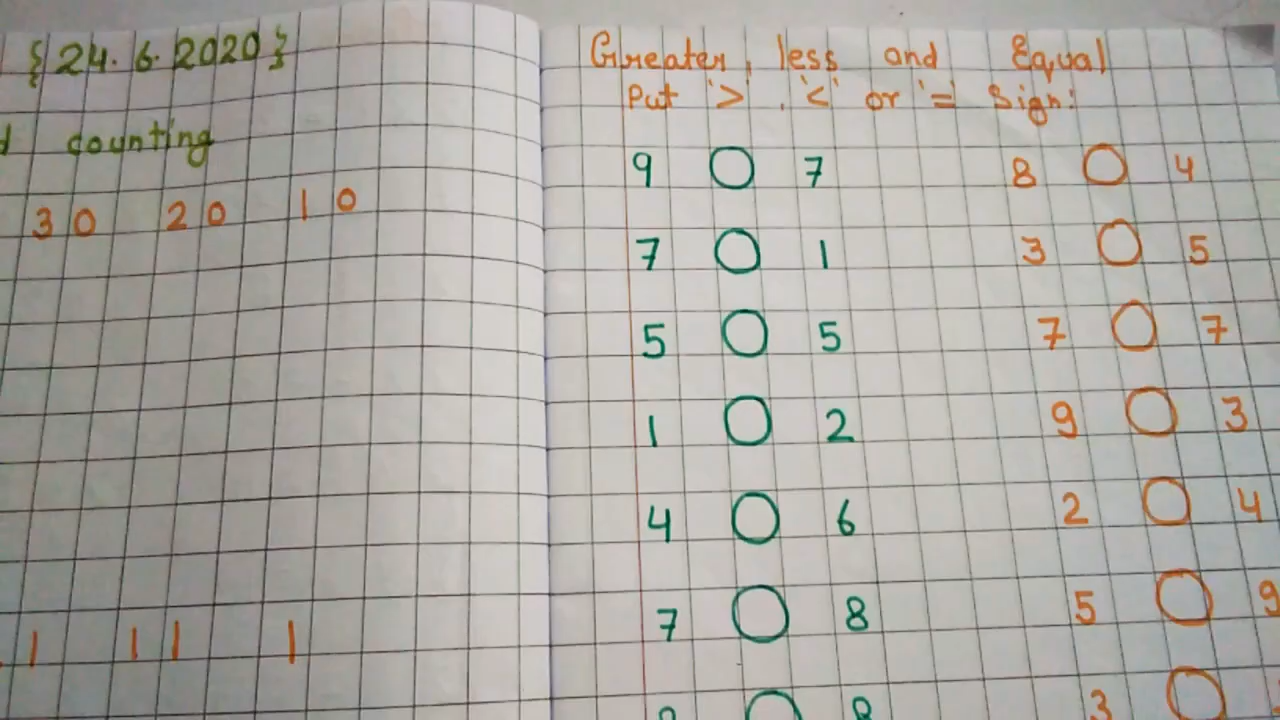 {24.6.2020}
counting
30 20 10
1 11 1
Greater, less and Equal
Put '>', '<' or '=' Sign:
9 ○ 7 8 ○ 4
7 ○ 1 3 ○ 5
5 ○ 5 7 ○ 7
1 ○ 2 9 ○ 3
4 ○ 6 2 ○ 4
7 ○ 8 5 ○ 9
○ 8 3 ○